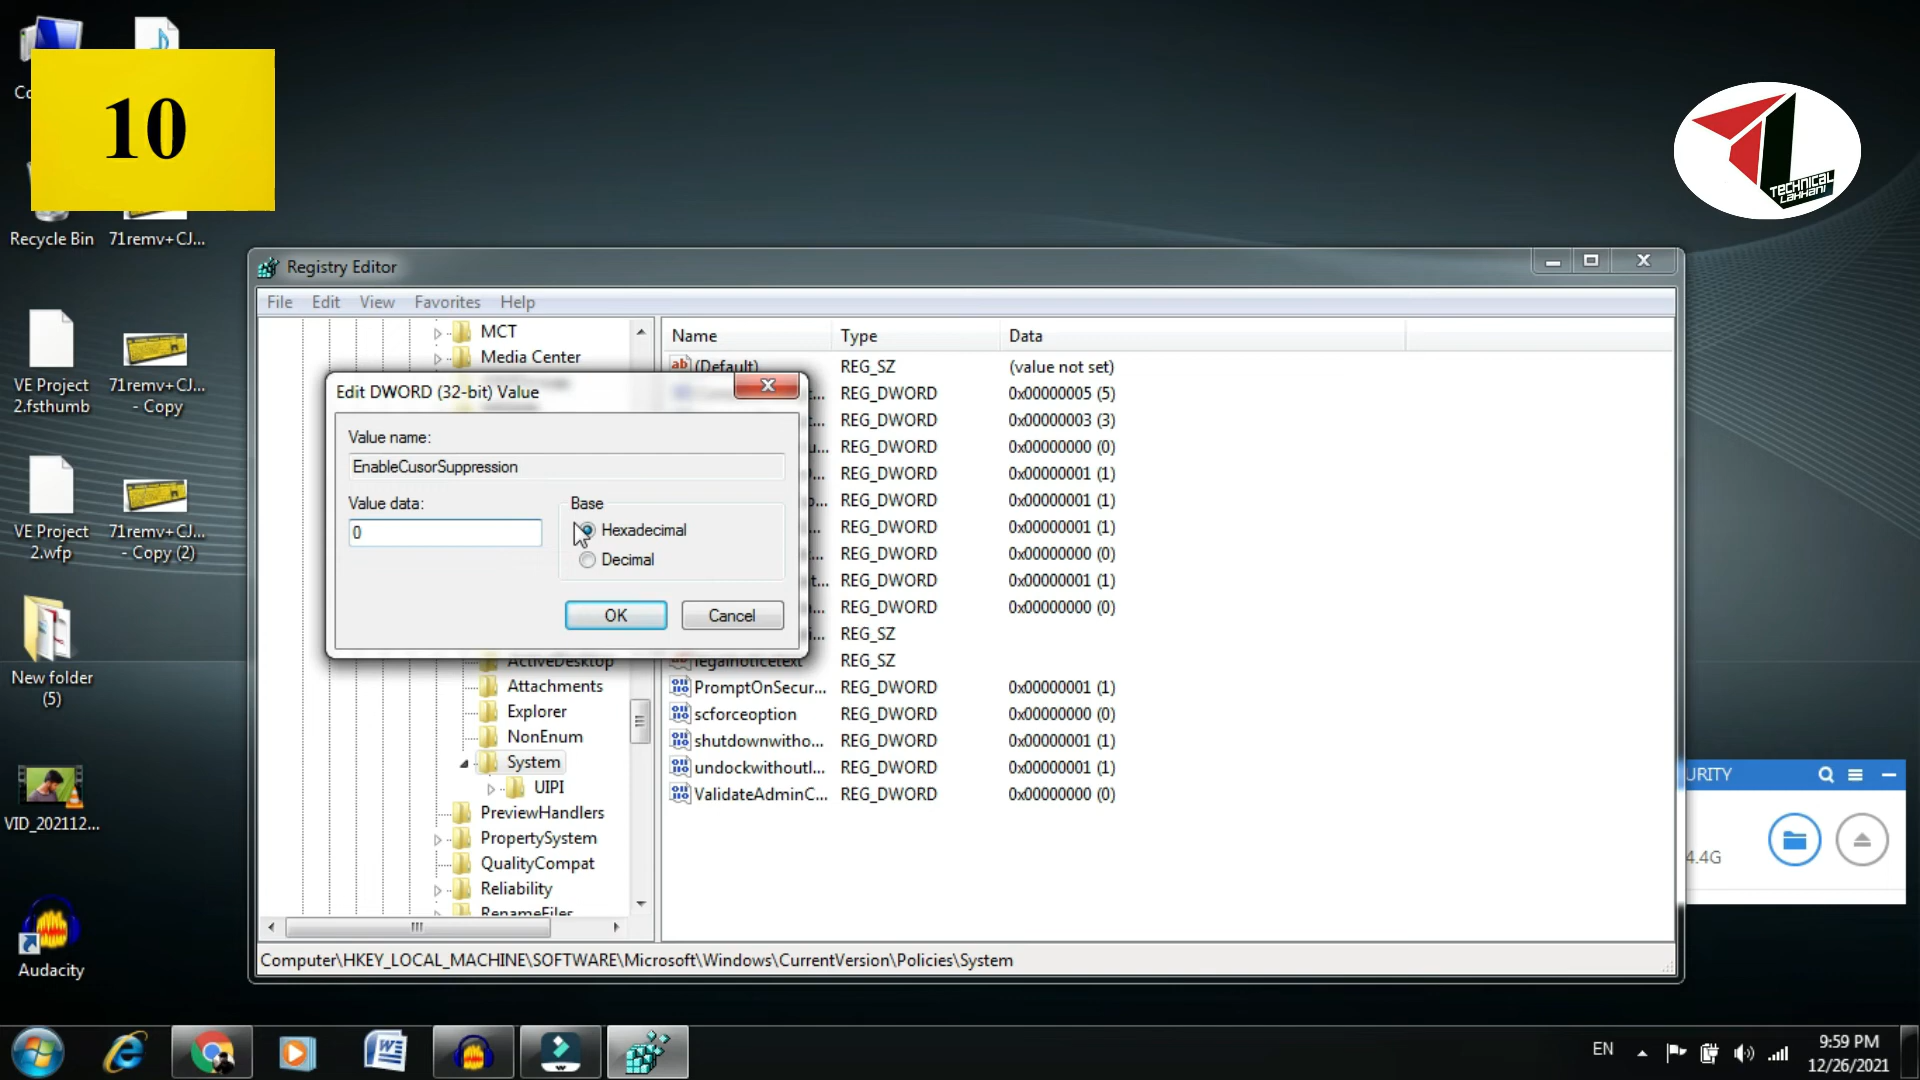 10
TECHNICAL
LAKHANI
Recycle Bin
71remv+CJ...
VE Project
2.fsthumb
71remv+CJ...
- Copy
VE Project
2.wfp
71remv+CJ...
- Copy (2)
New folder
(5)
VID_202112...
Audacity
Registry Editor
File Edit View Favorites Help
MCT
Media Center
Name Type Data
(Default) REG_SZ (value not set)
REG_DWORD 0x00000005 (5)
REG_DWORD 0x00000003 (3)
REG_DWORD 0x00000000 (0)
REG_DWORD 0x00000001 (1)
REG_DWORD 0x00000001 (1)
REG_DWORD 0x00000001 (1)
REG_DWORD 0x00000000 (0)
REG_DWORD 0x00000001 (1)
REG_DWORD 0x00000000 (0)
REG_SZ
legalnoticetext REG_SZ
PromptOnSecur... REG_DWORD 0x00000001 (1)
scforceoption REG_DWORD 0x00000000 (0)
shutdownwitho... REG_DWORD 0x00000001 (1)
undockwithoutl... REG_DWORD 0x00000001 (1)
ValidateAdminC... REG_DWORD 0x00000000 (0)
Edit DWORD (32-bit) Value
Value name:
EnableCusorSuppression
Value data:
0
Base
Hexadecimal
Decimal
OK Cancel
ActiveDesktop
Attachments
Explorer
NonEnum
System
UIPI
PreviewHandlers
PropertySystem
QualityCompat
Reliability
RenameFiles
Computer\HKEY_LOCAL_MACHINE\SOFTWARE\Microsoft\Windows\CurrentVersion\Policies\System
URITY
4.4G
EN
9:59 PM
12/26/2021